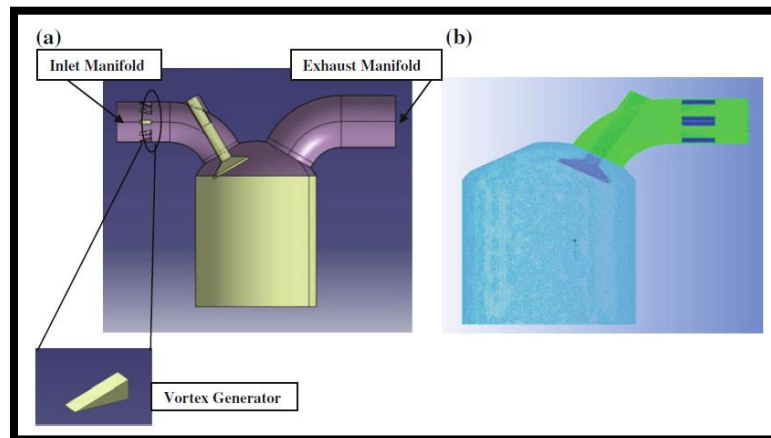 (a)
(b)
Inlet Manifold
Exhaust Manifold
Vortex Generator